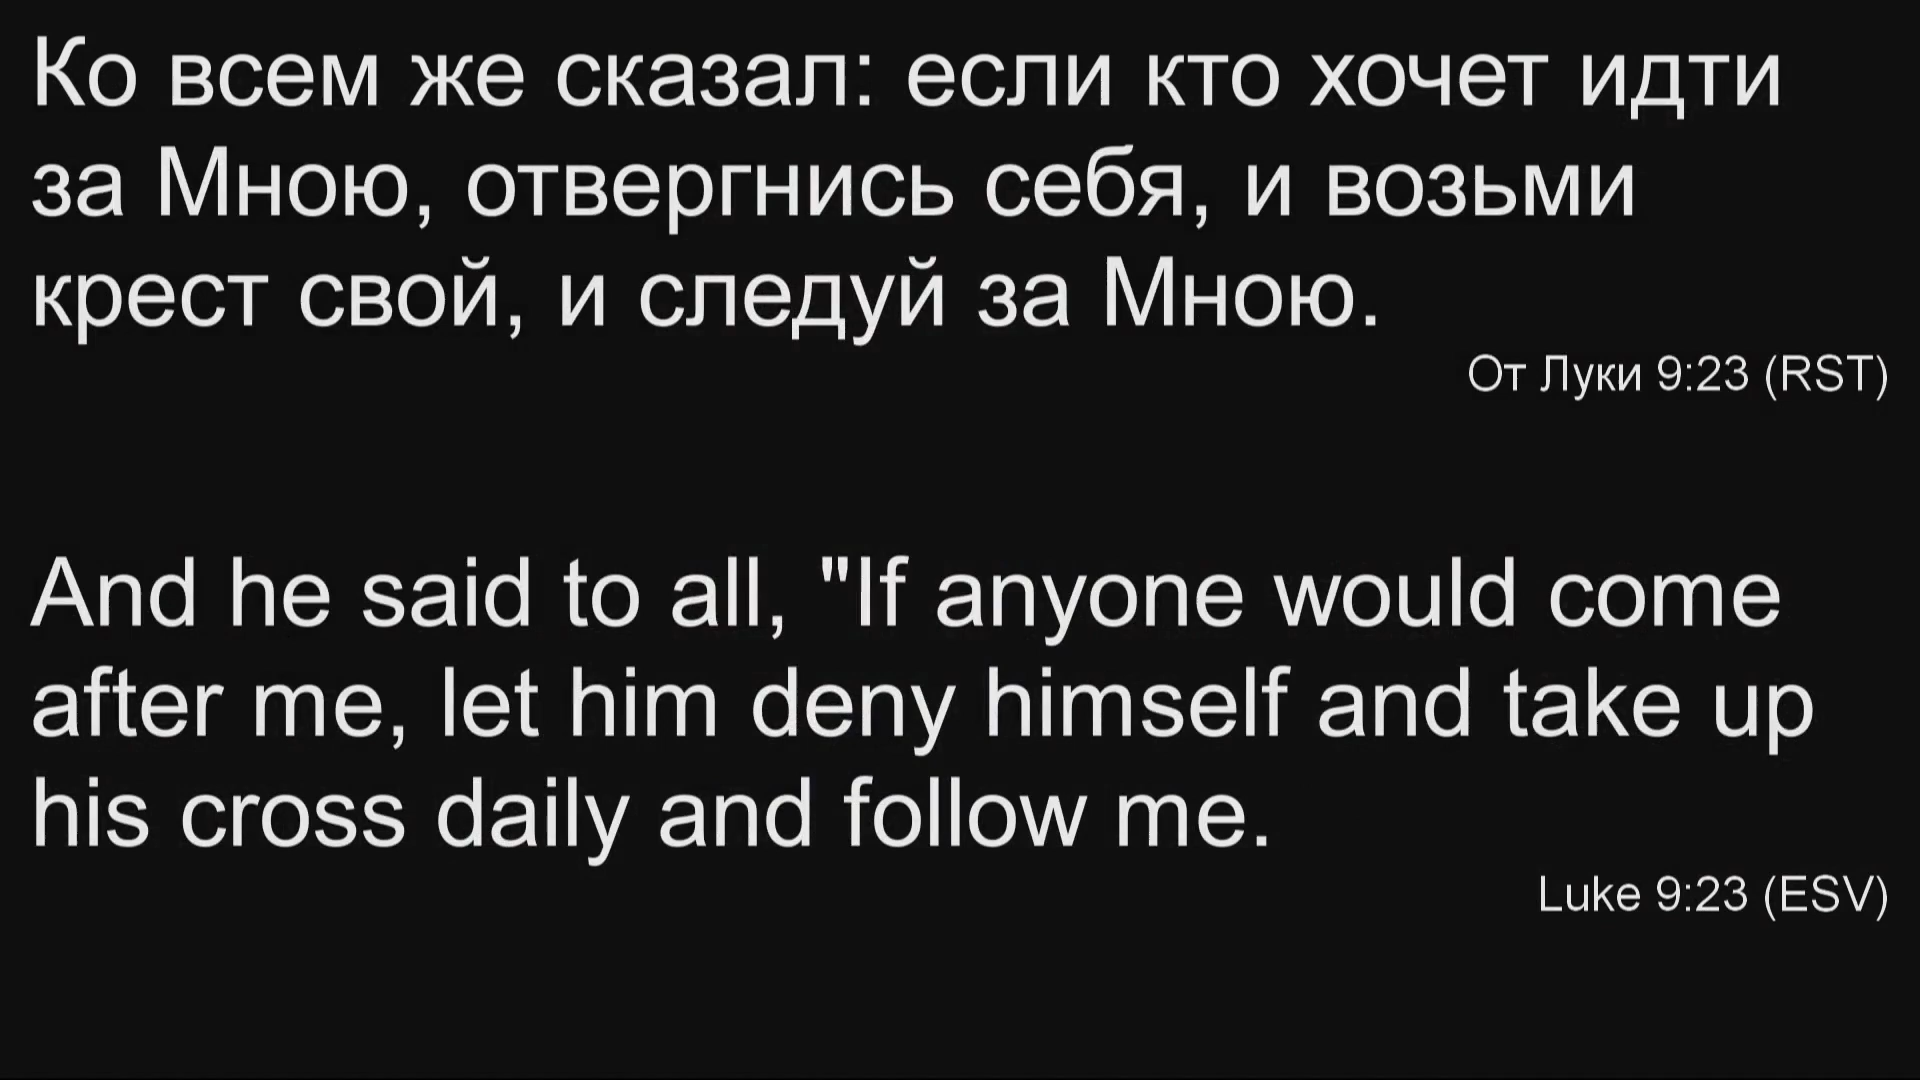 Ко всем же сказал: если кто хочет идти
за Мною, отвергнись себя, и возьми
крест свой, и следуй за Мною.
От Луки 9:23 (RST)
And he said to all, "If anyone would come
after me, let him deny himself and take up
his cross daily and follow me.
Luke 9:23 (ESV)